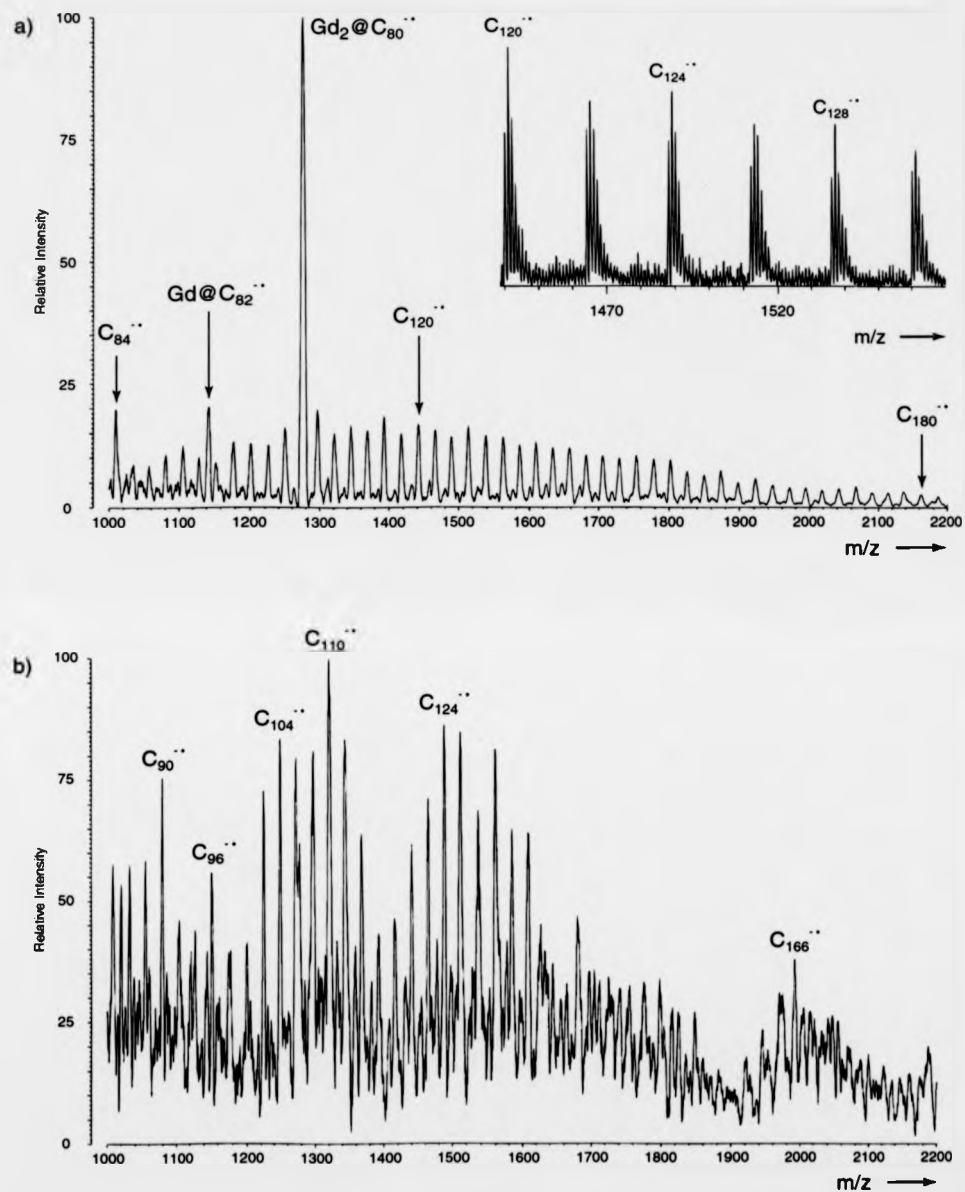 a)
Relative Intensity
100
75
50
25
0
Gd₂@C₈₀⁻•
C₈₄⁻•
Gd@C₈₂⁻•
C₁₂₀⁻•
C₁₈₀⁻•
C₁₂₀⁻•
C₁₂₄⁻•
C₁₂₈⁻•
1470 1520
m/z
1000 1100 1200 1300 1400 1500 1600 1700 1800 1900 2000 2100 2200
m/z
b)
Relative Intensity
100
75
50
25
0
C₉₀⁻•
C₉₆⁻•
C₁₀₄⁻•
C₁₁₀⁻•
C₁₂₄⁻•
C₁₆₆⁻•
1000 1100 1200 1300 1400 1500 1600 1700 1800 1900 2000 2100 2200
m/z